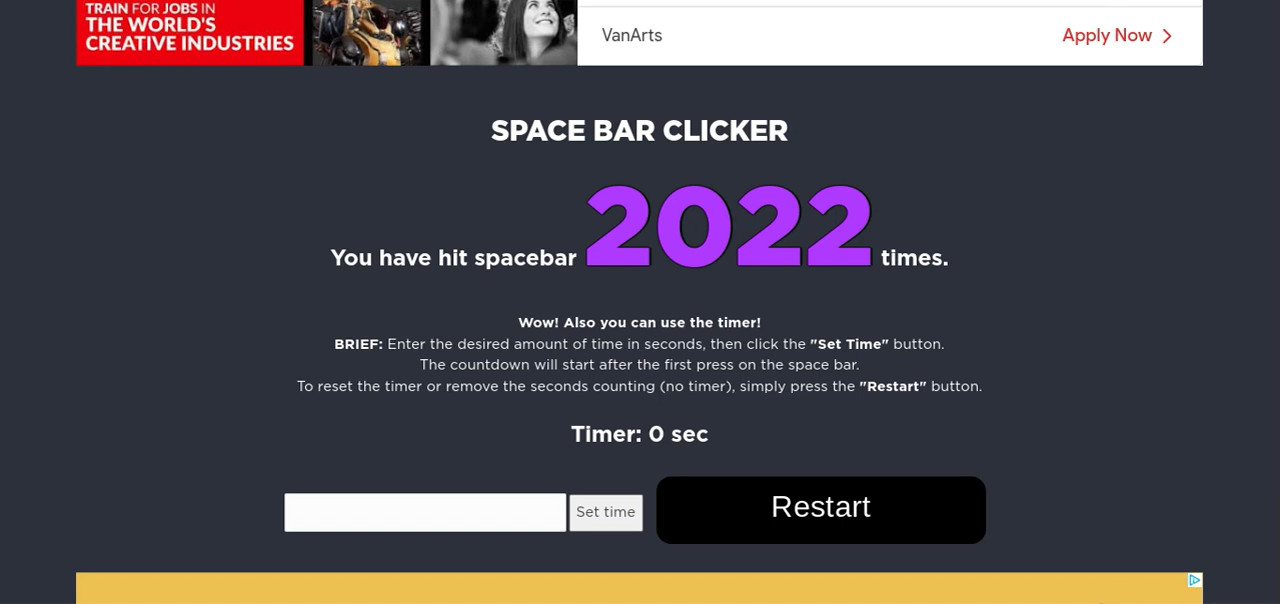 TRAIN FOR JOBS IN
THE WORLD'S
CREATIVE INDUSTRIES
VanArts
Apply Now
SPACE BAR CLICKER
You have hit spacebar 2022 times.
Wow! Also you can use the timer!
BRIEF: Enter the desired amount of time in seconds, then click the "Set Time" button.
The countdown will start after the first press on the space bar.
To reset the timer or remove the seconds counting (no timer), simply press the "Restart" button.
Timer: 0 sec
Set time
Restart